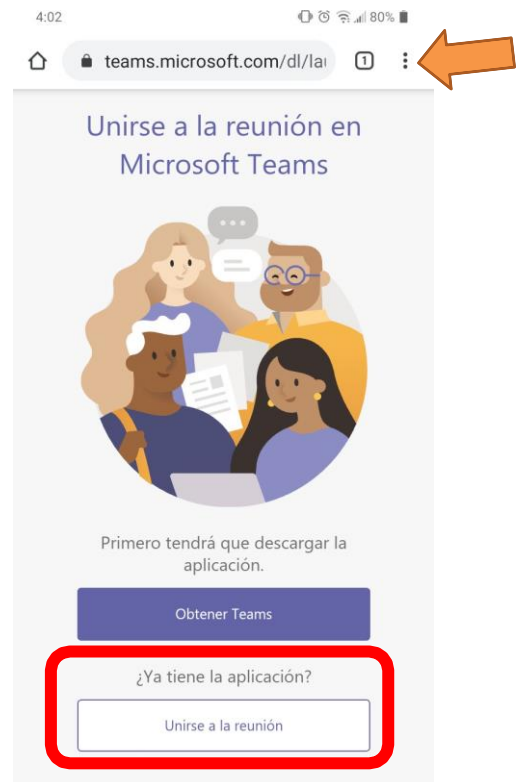 4:02
80%
teams.microsoft.com/dl/lau
1
Unirse a la reunión en
Microsoft Teams
Primero tendrá que descargar la
aplicación.
Obtener Teams
¿Ya tiene la aplicación?
Unirse a la reunión